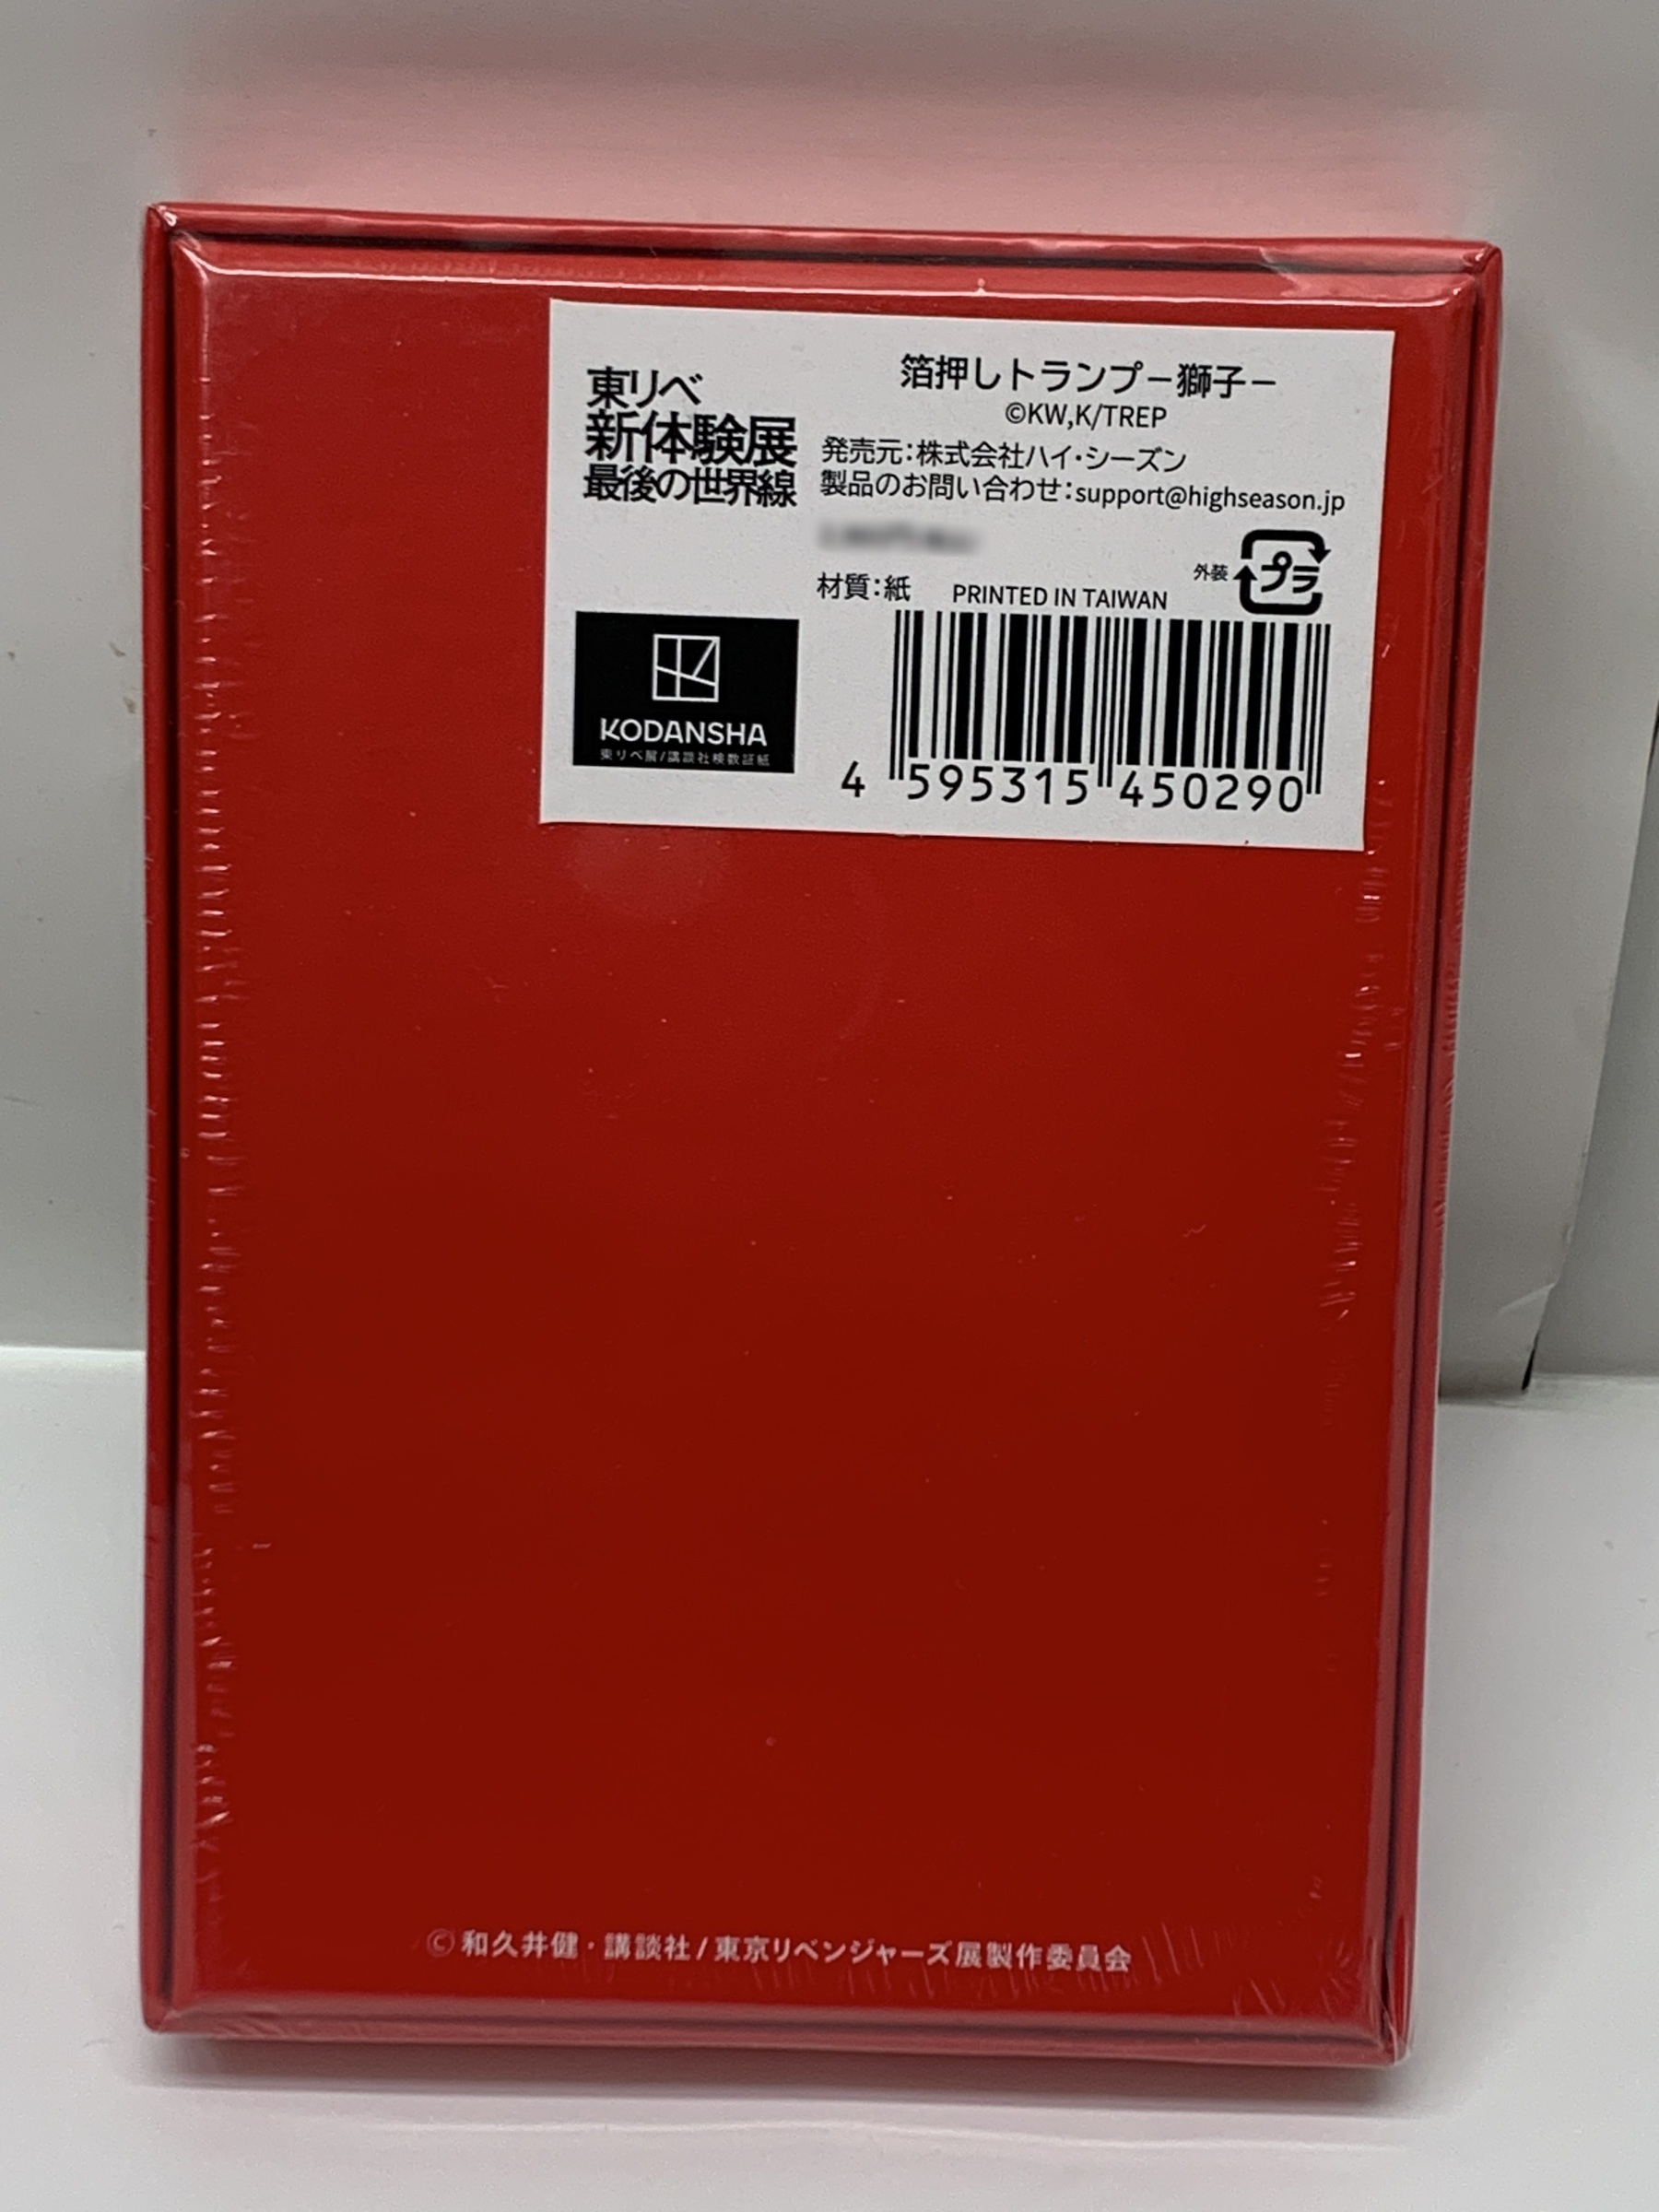 東リベ
新体験展
最後の世界線
箔押しトランプー獅子ー
©KW,K/TREP
発売元：株式会社ハイ・シーズン
製品のお問い合わせ：support@highseason.jp
外装 プラ
材質：紙 PRINTED IN TAIWAN
KODANSHA
東リベ展/講談社検数証紙
4 595315 450290
©和久井健・講談社/東京リベンジャーズ展製作委員会